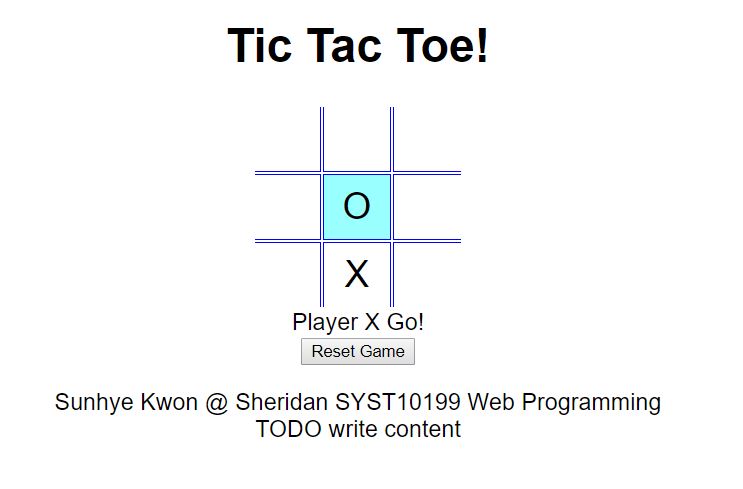 Tic Tac Toe!
O
X
Player X Go!
Reset Game
Sunhye Kwon @ Sheridan SYST10199 Web Programming
TODO write content